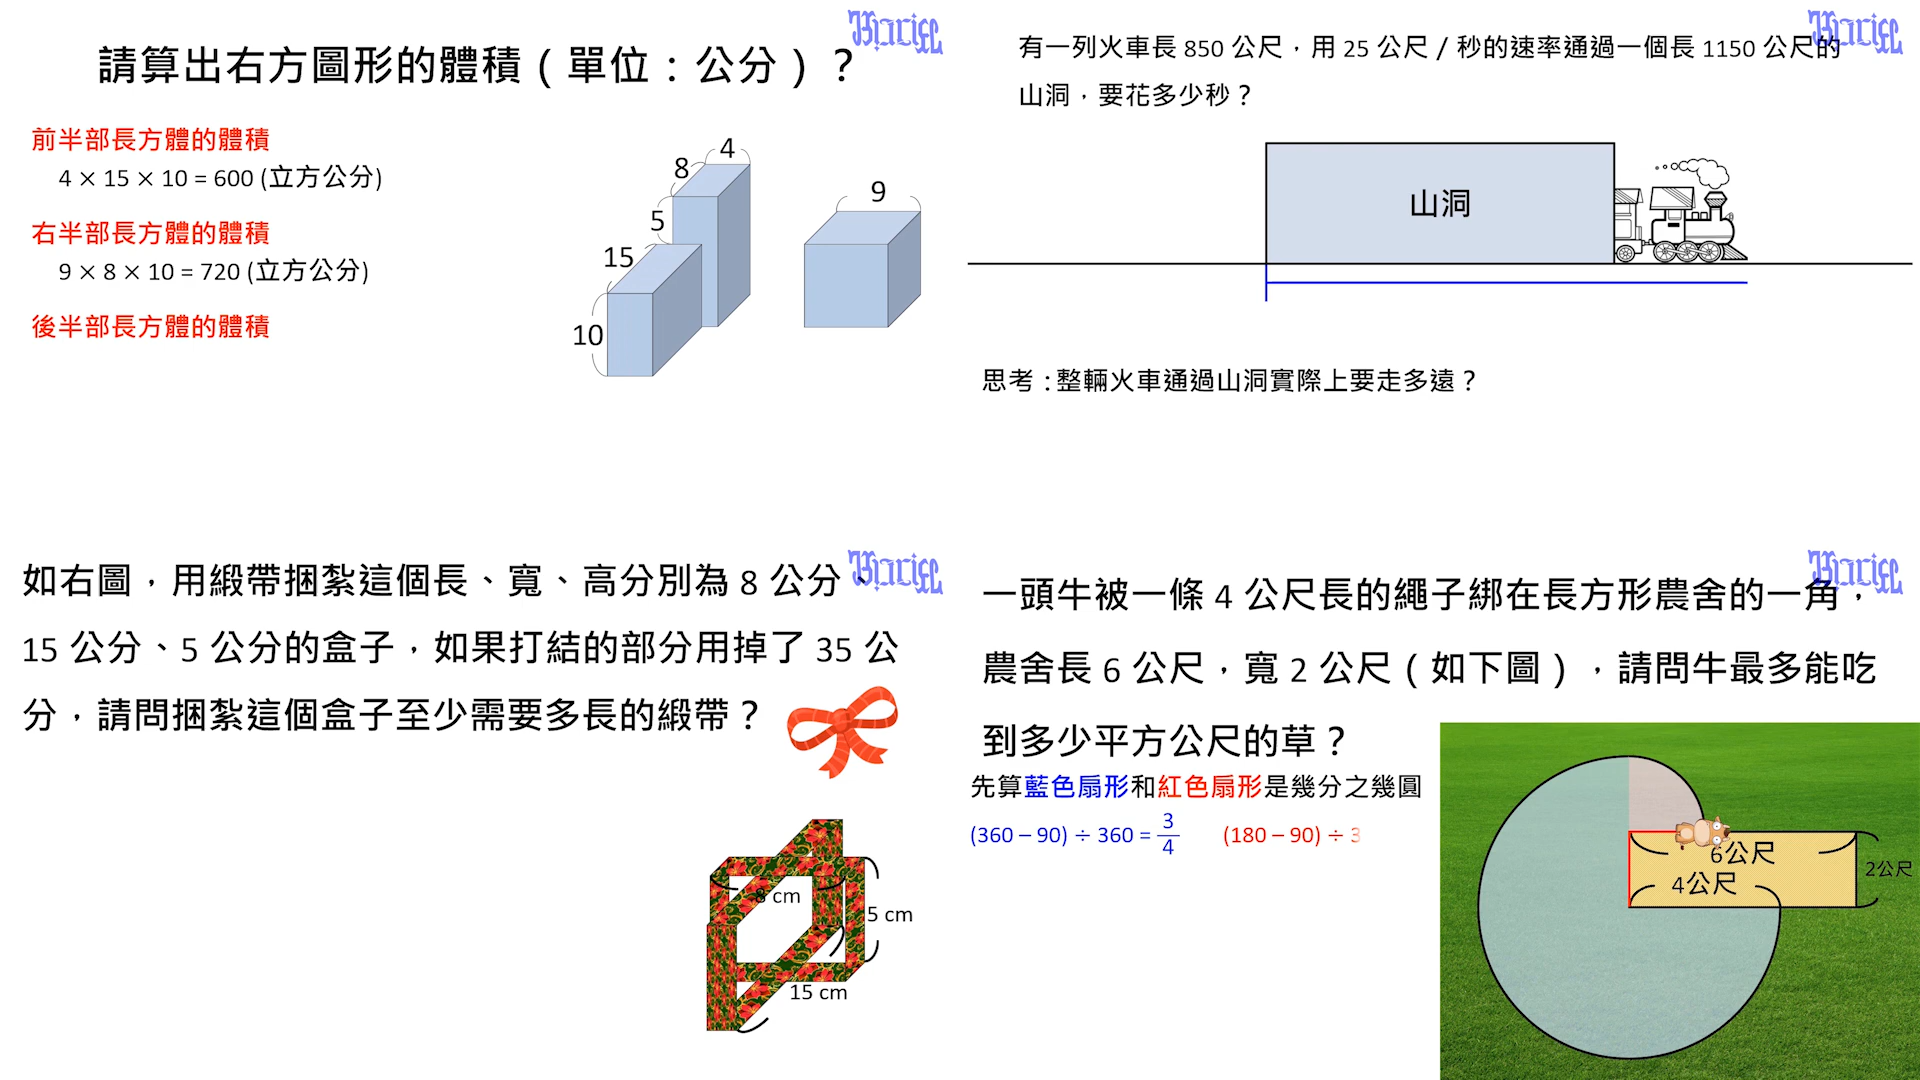 請算出右方圖形的體積（單位：公分）？
前半部長方體的體積
4 × 15 × 10 = 600 (立方公分)
右半部長方體的體積
9 × 8 × 10 = 720 (立方公分)
後半部長方體的體積
4
8
5
15
10
9
有一列火車長 850 公尺，用 25 公尺 / 秒的速率通過一個長 1150 公尺的
山洞，要花多少秒？
山洞
思考：整輛火車通過山洞實際上要走多遠？
如右圖，用緞帶捆紮這個長、寬、高分別為 8 公分、
15 公分、5 公分的盒子，如果打結的部分用掉了 35 公
分，請問捆紮這個盒子至少需要多長的緞帶？
8 cm
5 cm
15 cm
一頭牛被一條 4 公尺長的繩子綁在長方形農舍的一角，
農舍長 6 公尺，寬 2 公尺（如下圖），請問牛最多能吃
到多少平方公尺的草？
先算藍色扇形和紅色扇形是幾分之幾圓
(360 – 90) ÷ 360 = 3/4 (180 – 90) ÷ 3
6公尺
2公尺
4公尺